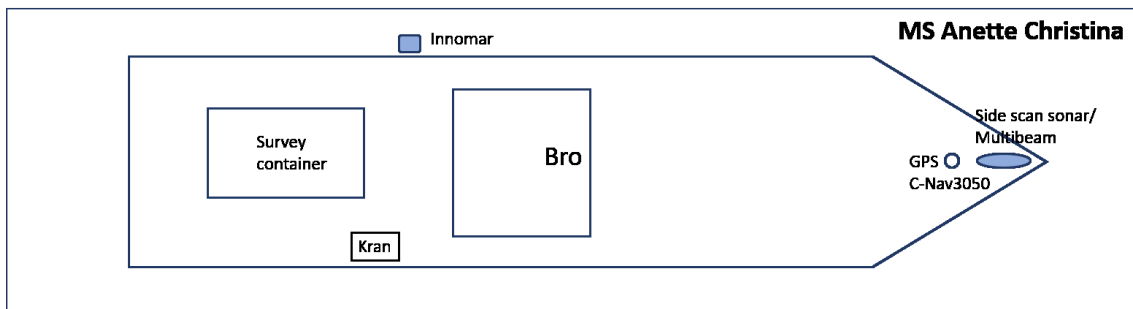 MS Anette Christina
Innomar
Survey
container
Bro
Kran
Side scan sonar/
Multibeam
GPS
C-Nav3050